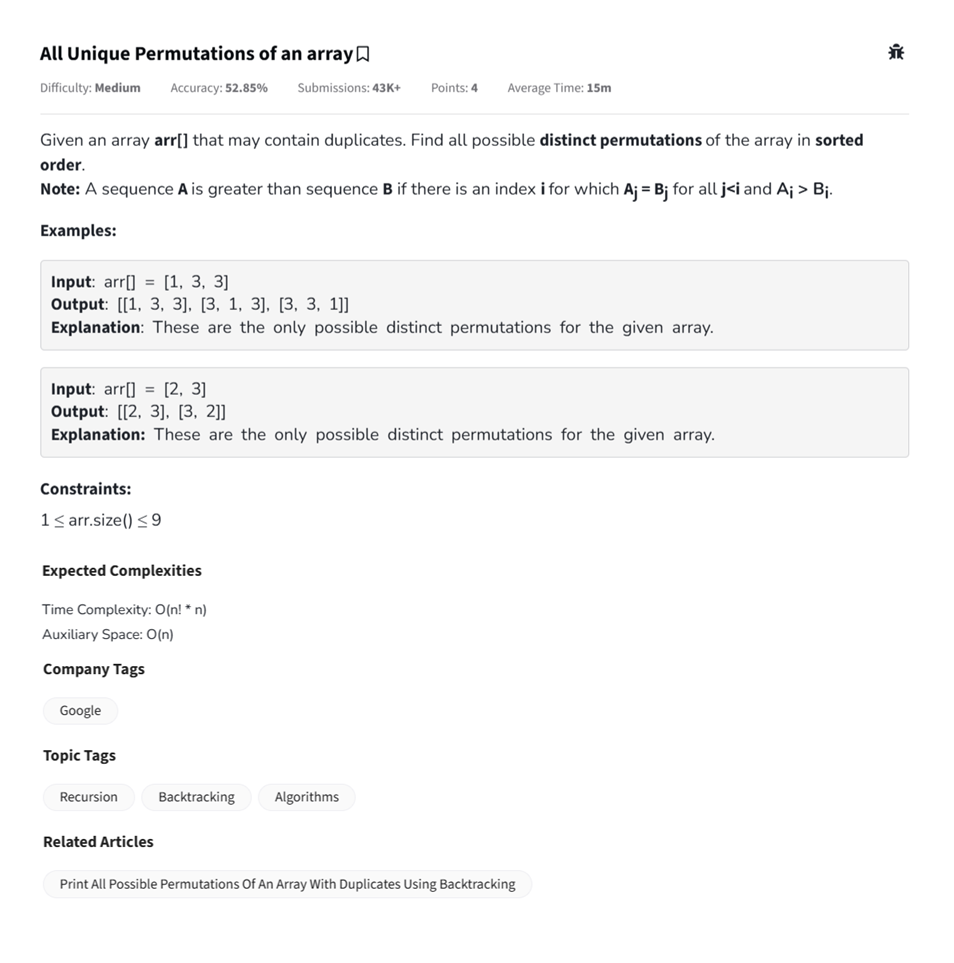 All Unique Permutations of an array
Difficulty: Medium Accuracy: 52.85% Submissions: 43K+ Points: 4 Average Time: 15m
Given an array arr[] that may contain duplicates. Find all possible distinct permutations of the array in sorted
order.
Note: A sequence A is greater than sequence B if there is an index i for which Aj = Bj for all j<i and Ai > Bi.
Examples:
Input: arr[] = [1, 3, 3]
Output: [[1, 3, 3], [3, 1, 3], [3, 3, 1]]
Explanation: These are the only possible distinct permutations for the given array.
Input: arr[] = [2, 3]
Output: [[2, 3], [3, 2]]
Explanation: These are the only possible distinct permutations for the given array.
Constraints:
1 ≤ arr.size() ≤ 9
Expected Complexities
Time Complexity: O(n! * n)
Auxiliary Space: O(n)
Company Tags
Google
Topic Tags
Recursion Backtracking Algorithms
Related Articles
Print All Possible Permutations Of An Array With Duplicates Using Backtracking